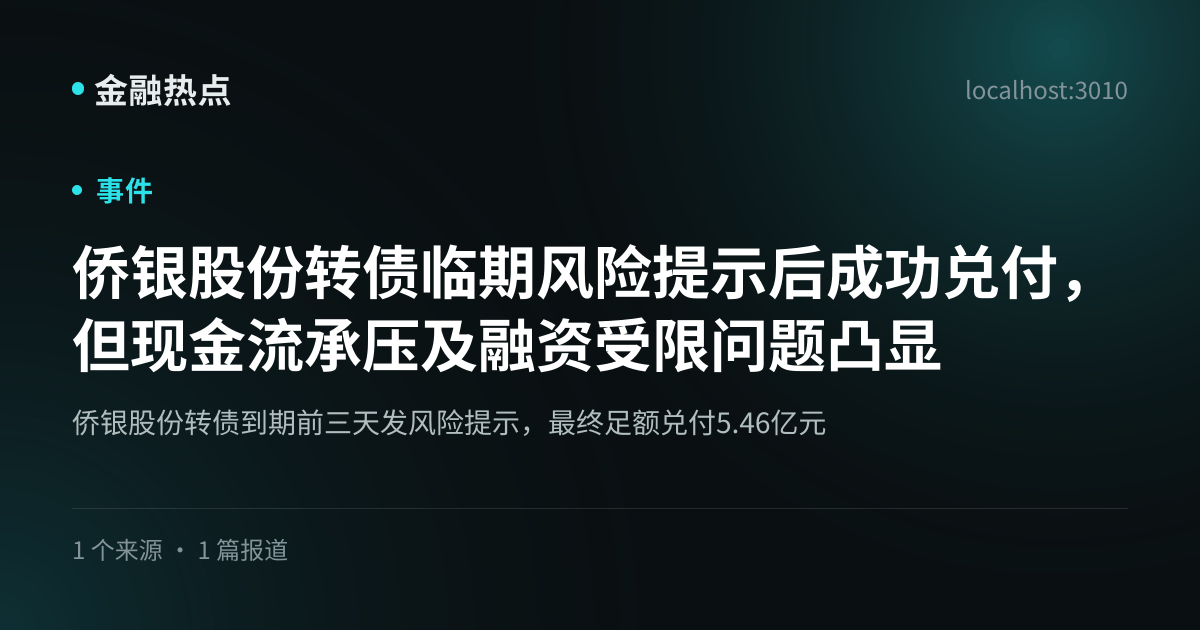 金融热点
localhost:3010
事件
侨银股份转债临期风险提示后成功兑付，
但现金流承压及融资受限问题凸显
侨银股份转债到期前三天发风险提示，最终足额兑付5.46亿元
1 个来源 · 1 篇报道